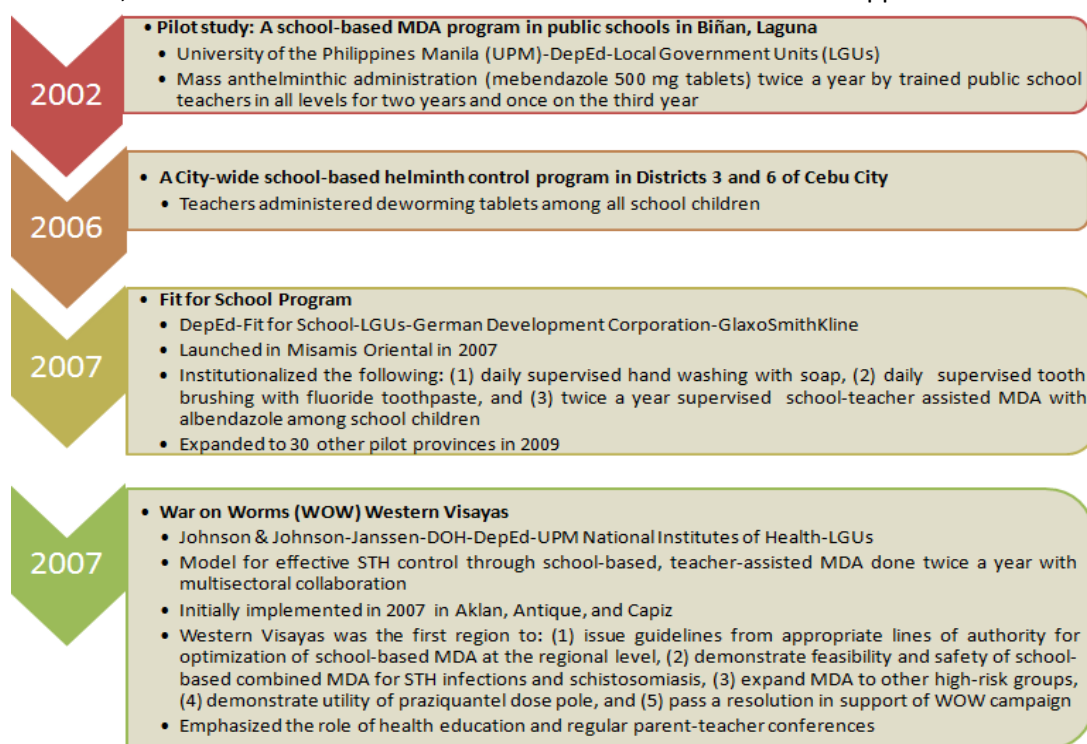 • Pilot study: A school-based MDA program in public schools in Biñan, Laguna
• University of the Philippines Manila (UPM)-DepEd-Local Government Units (LGUs)
2002
• Mass anthelminthic administration (mebendazole 500 mg tablets) twice a year by trained public school
teachers in all levels for two years and once on the third year
• A City-wide school-based helminth control program in Districts 3 and 6 of Cebu City
• Teachers administered deworming tablets among all school children
2006
• Fit for School Program
• DepEd-Fit for School-LGUs-German Development Corporation-GlaxoSmithKline
• Launched in Misamis Oriental in 2007
2007
• Institutionalized the following: (1) daily supervised hand washing with soap, (2) daily supervised tooth
brushing with fluoride toothpaste, and (3) twice a year supervised school-teacher assisted MDA with
albendazole among school children
• Expanded to 30 other pilot provinces in 2009
• War on Worms (WOW) Western Visayas
• Johnson & Johnson-Janssen-DOH-DepEd-UPM National Institutes of Health-LGUs
2007
• Model for effective STH control through school-based, teacher-assisted MDA done twice a year with
multisectoral collaboration
• Initially implemented in 2007 in Aklan, Antique, and Capiz
• Western Visayas was the first region to: (1) issue guidelines from appropriate lines of authority for
optimization of school-based MDA at the regional level, (2) demonstrate feasibility and safety of school-
based combined MDA for STH infections and schistosomiasis, (3) expand MDA to other high-risk groups,
(4) demonstrate utility of praziquantel dose pole, and (5) pass a resolution in support of WOW campaign
• Emphasized the role of health education and regular parent-teacher conferences